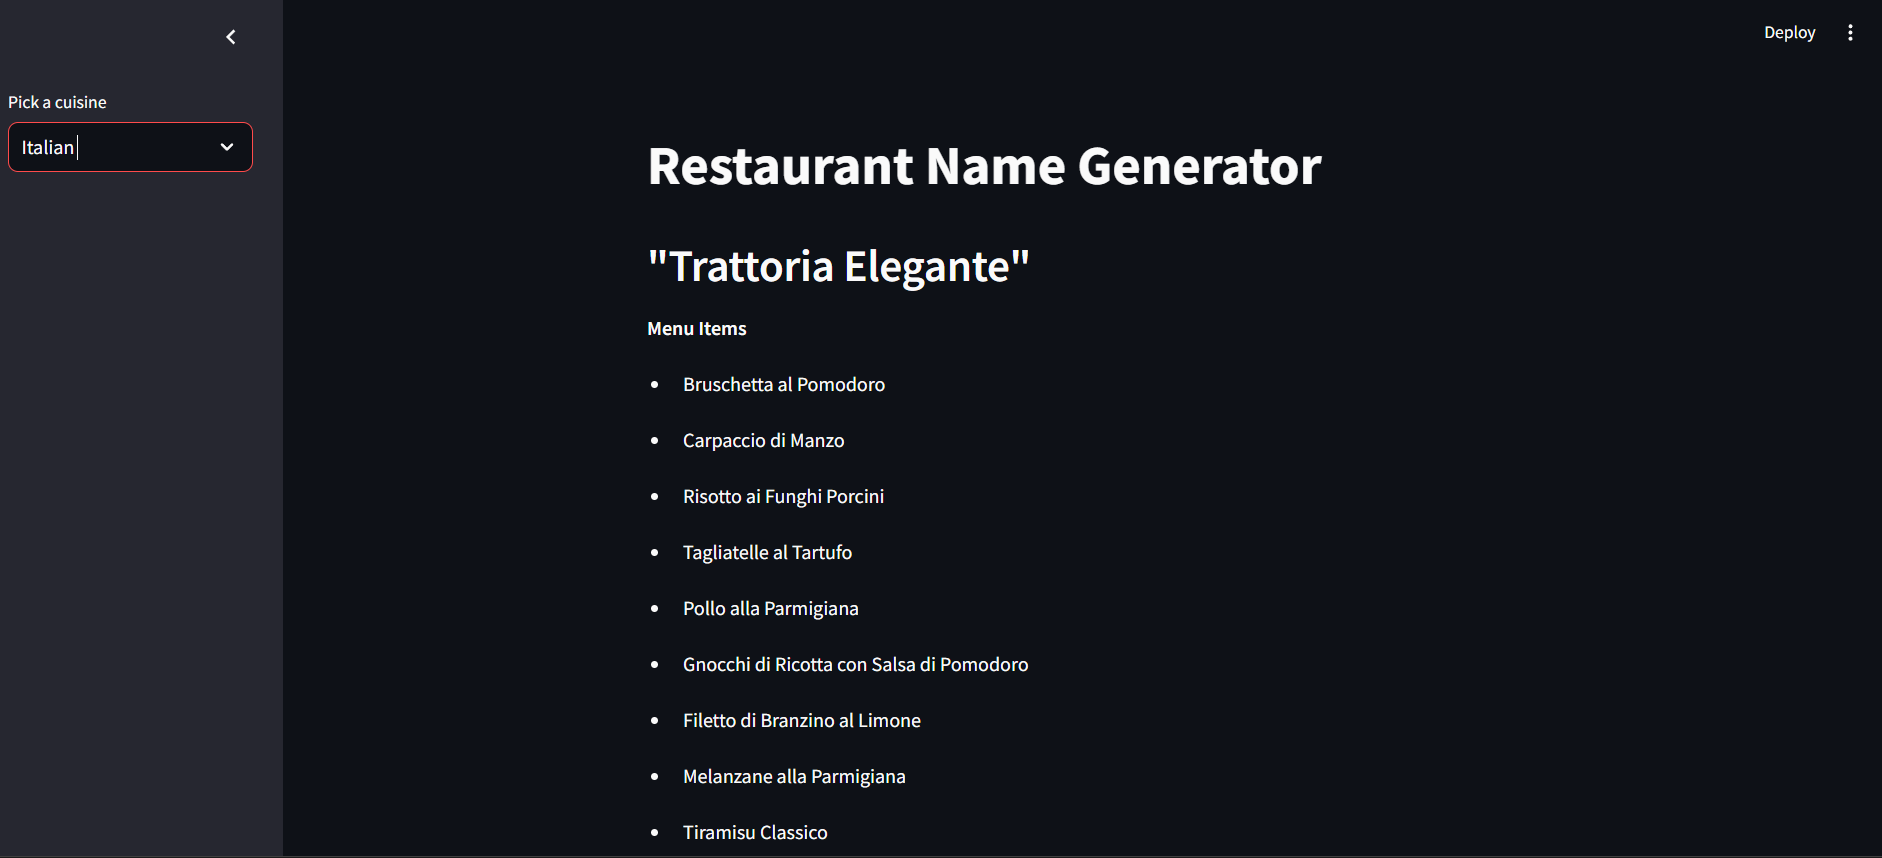 Deploy
Pick a cuisine
Italian
Restaurant Name Generator
"Trattoria Elegante"
Menu Items
Bruschetta al Pomodoro
Carpaccio di Manzo
Risotto ai Funghi Porcini
Tagliatelle al Tartufo
Pollo alla Parmigiana
Gnocchi di Ricotta con Salsa di Pomodoro
Filetto di Branzino al Limone
Melanzane alla Parmigiana
Tiramisu Classico